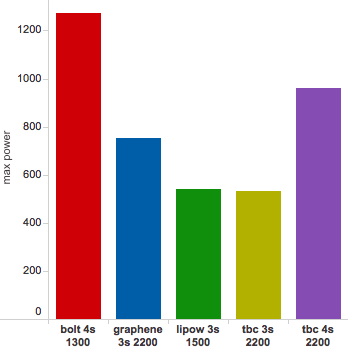 1200
1000
800
600
400
200
0
max power
bolt 4s
1300
graphene
3s 2200
lipow 3s
1500
tbc 3s
2200
tbc 4s
2200